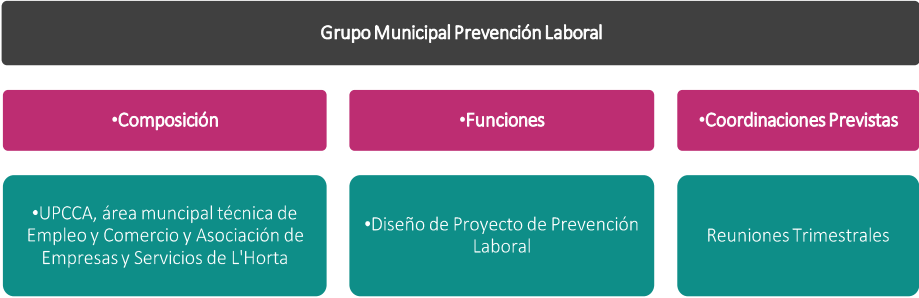 Grupo Municipal Prevención Laboral
•Composición
•Funciones
•Coordinaciones Previstas
•UPCCA, área muncipal técnica de
Empleo y Comercio y Asociación de
Empresas y Servicios de L'Horta
•Diseño de Proyecto de Prevención
Laboral
Reuniones Trimestrales